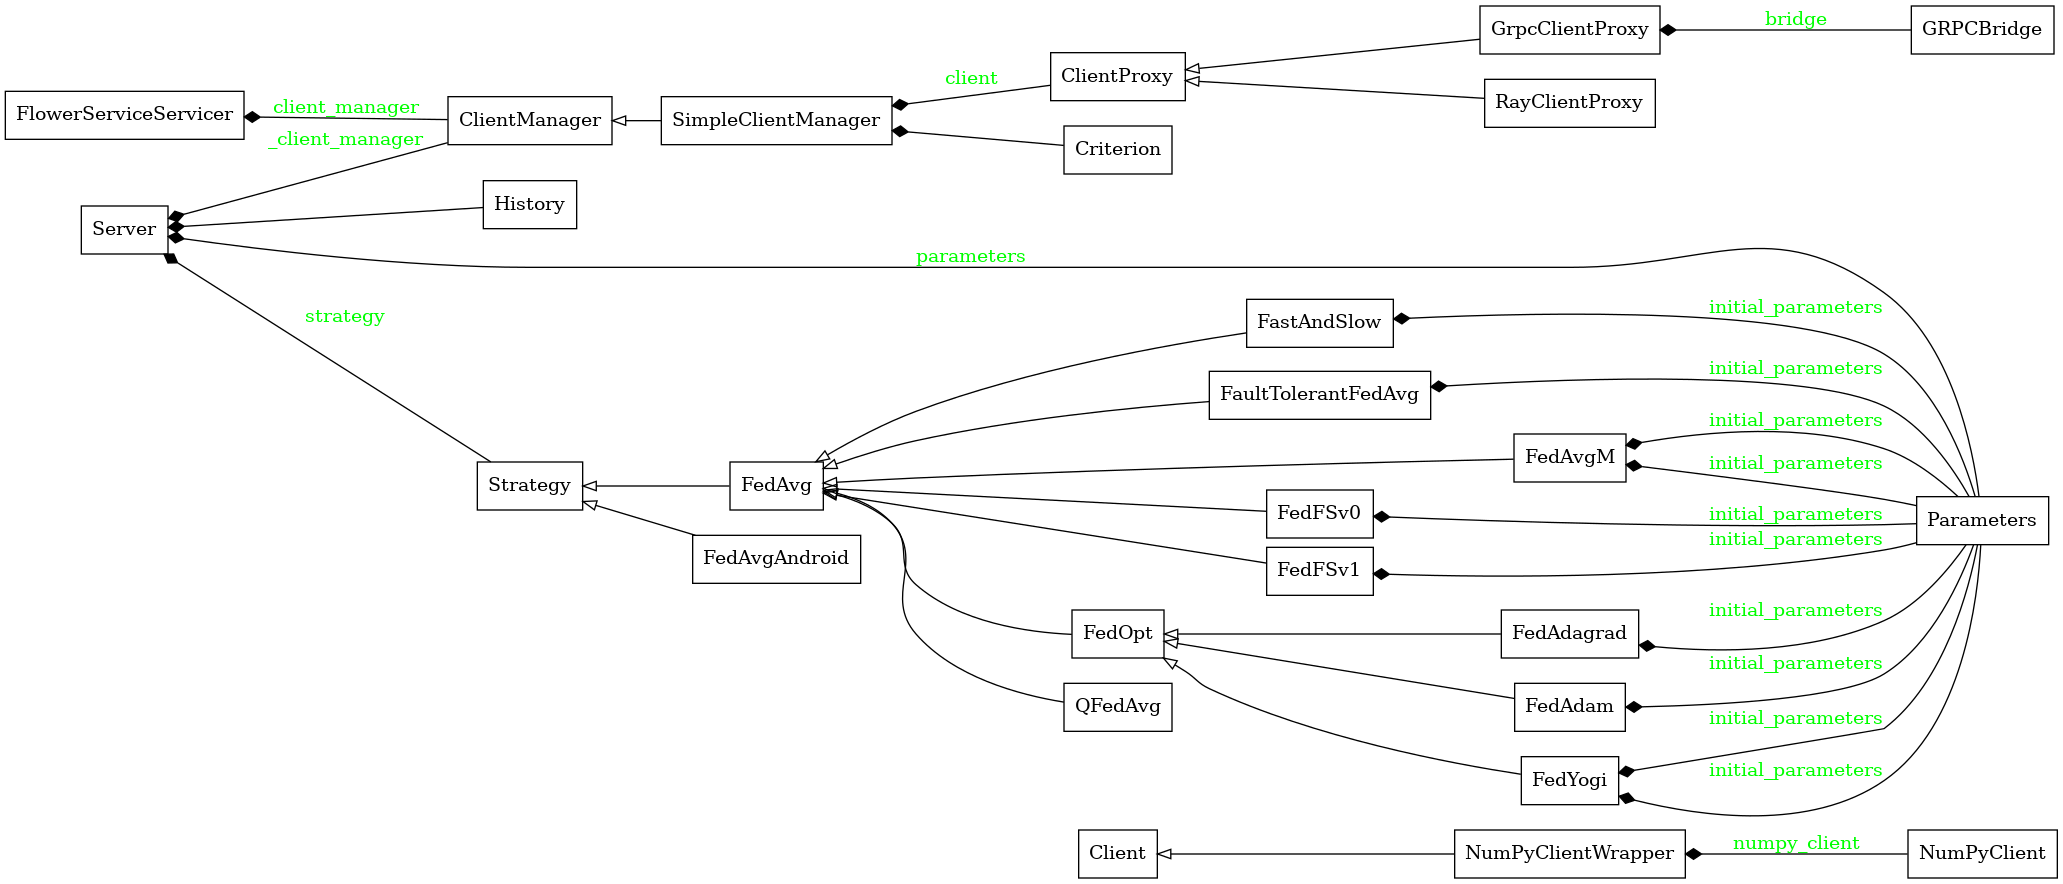 GrpcClientProxy
bridge
GRPCBridge
ClientProxy
client
RayClientProxy
FlowerServiceServicer
client_manager
ClientManager
SimpleClientManager
_client_manager
Criterion
History
Server
parameters
strategy
FastAndSlow
initial_parameters
FaultTolerantFedAvg
initial_parameters
FedAvgM
initial_parameters
initial_parameters
Strategy
FedAvg
FedFSv0
initial_parameters
Parameters
initial_parameters
FedAvgAndroid
FedFSv1
initial_parameters
FedOpt
FedAdagrad
initial_parameters
QFedAvg
FedAdam
initial_parameters
FedYogi
initial_parameters
Client
NumPyClientWrapper
numpy_client
NumPyClient